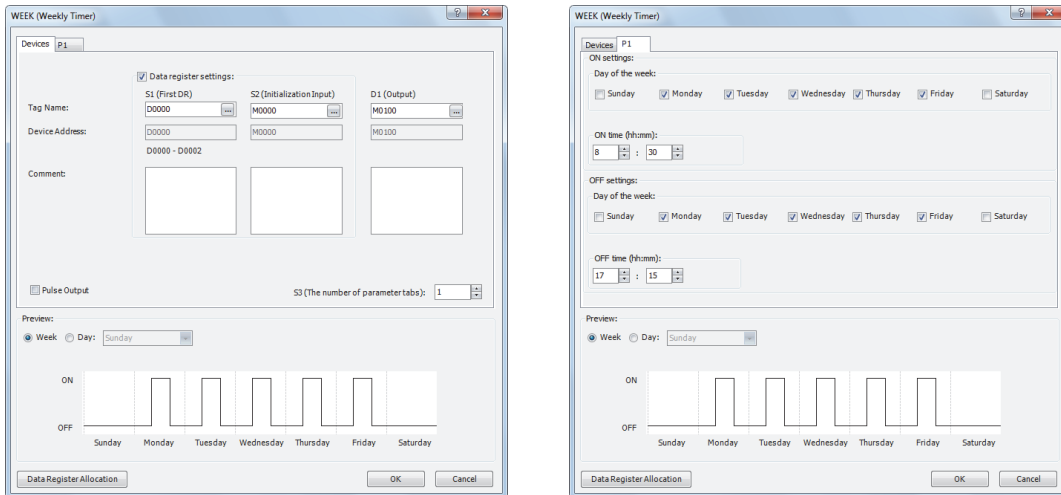 WEEK (Weekly Timer)
Devices P1
Data register settings:
S1 (First DR) S2 (Initialization Input) D1 (Output)
Tag Name: D0000 ... M0000 ... M0100 ...
Device Address: D0000 M0000 M0100
D0000 - D0002
Comment:
Pulse Output S3 (The number of parameter tabs): 1
Preview:
Week Day: Sunday
ON
OFF
Sunday Monday Tuesday Wednesday Thursday Friday Saturday
Data Register Allocation OK Cancel
WEEK (Weekly Timer)
Devices P1
ON settings:
Day of the week:
Sunday Monday Tuesday Wednesday Thursday Friday Saturday
ON time (hh:mm):
8 : 30
OFF settings:
Day of the week:
Sunday Monday Tuesday Wednesday Thursday Friday Saturday
OFF time (hh:mm):
17 : 15
Preview:
Week Day: Sunday
ON
OFF
Sunday Monday Tuesday Wednesday Thursday Friday Saturday
Data Register Allocation OK Cancel